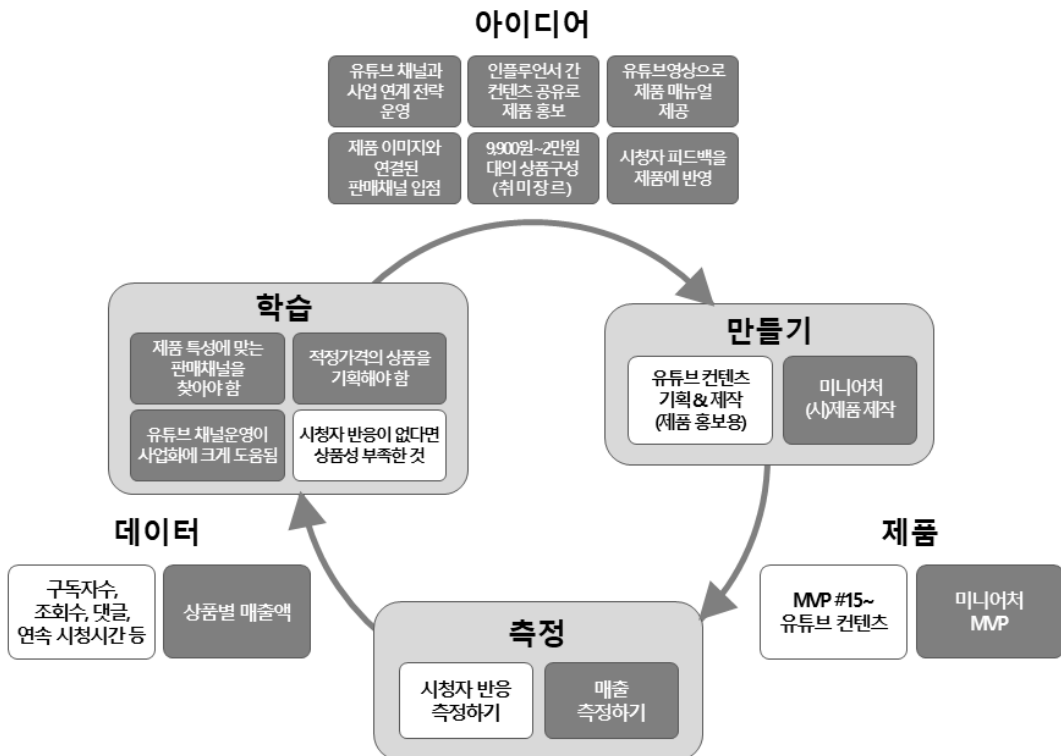 아이디어
유튜브 채널과
사업 연계 전략
운영
인플루언서 간
컨텐츠 공유로
제품 홍보
유튜브영상으로
제품 매뉴얼
제공
제품 이미지와
연결된
판매채널 입점
9,900원~2만원
대의 상품구성
(취미장르)
시청자 피드백을
제품에 반영
학습
제품 특성에 맞는
판매채널을
찾아야 함
적정가격의 상품을
기획해야 함
유튜브 채널운영이
사업화에 크게 도움됨
시청자 반응이 없다면
상품성 부족한 것
만들기
유튜브 컨텐츠
기획&제작
(제품 홍보용)
미니어처
(시)제품 제작
데이터
구독자수,
조회수, 댓글,
연속 시청시간 등
상품별 매출액
제품
MVP #15~
유튜브 컨텐츠
미니어처
MVP
측정
시청자 반응
측정하기
매출
측정하기